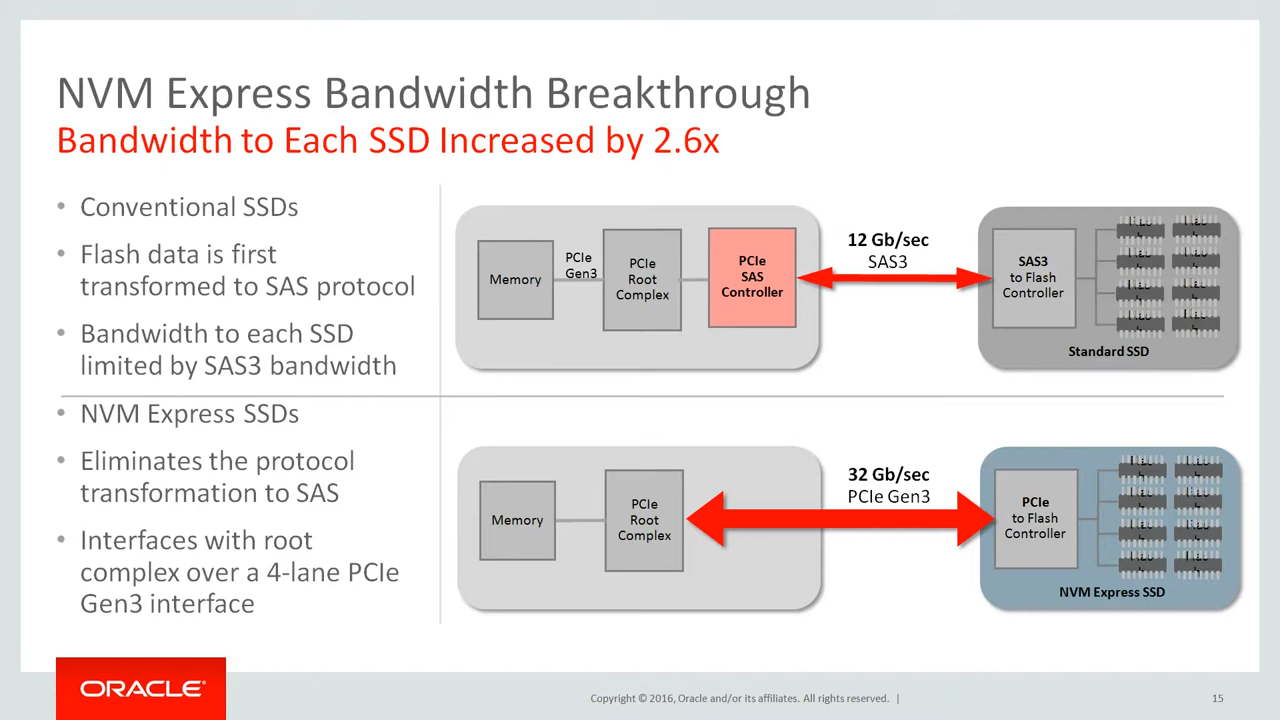 NVM Express Bandwidth Breakthrough
Bandwidth to Each SSD Increased by 2.6x
• Conventional SSDs
• Flash data is first
transformed to SAS protocol
• Bandwidth to each SSD
limited by SAS3 bandwidth
• NVM Express SSDs
• Eliminates the protocol
transformation to SAS
• Interfaces with root
complex over a 4-lane PCIe
Gen3 interface
Memory
PCIe
Gen3
PCIe
Root
Complex
PCIe
SAS
Controller
12 Gb/sec
SAS3
SAS3
to Flash
Controller
Standard SSD
Memory
PCIe
Root
Complex
32 Gb/sec
PCIe Gen3
PCIe
to Flash
Controller
NVM Express SSD
ORACLE®
Copyright © 2016, Oracle and/or its affiliates. All rights reserved. |
15